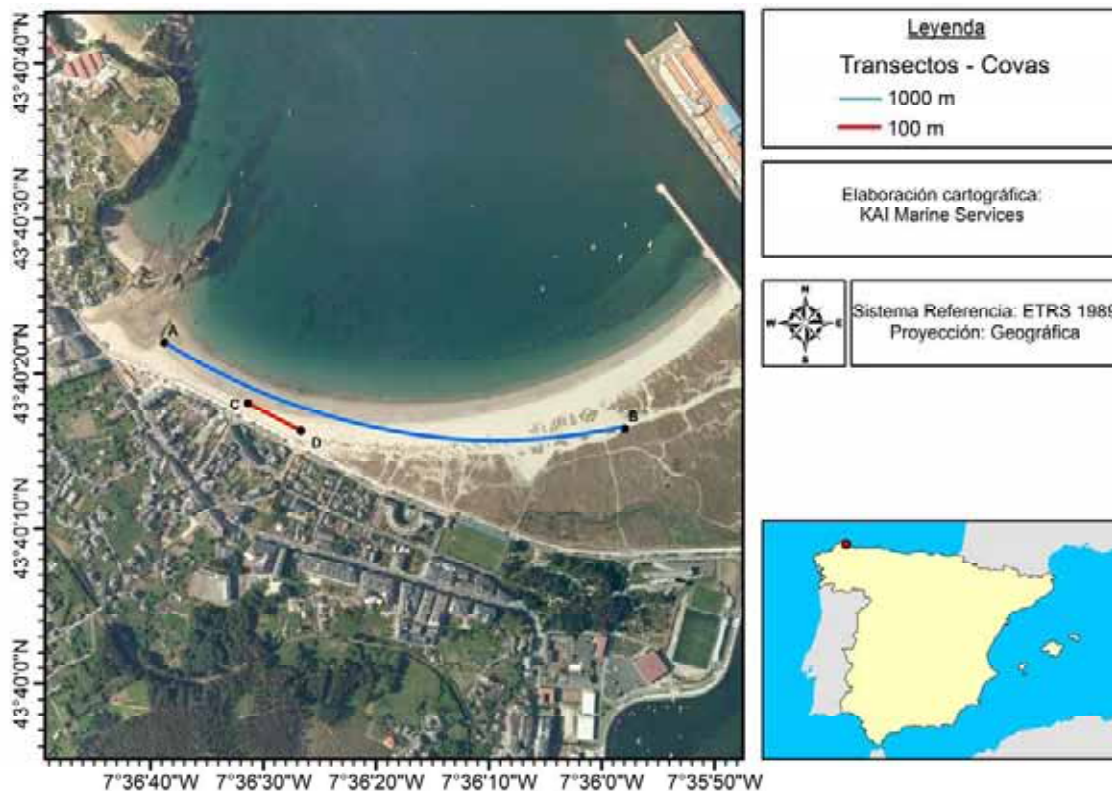 43°40'40"N
43°40'30"N
43°40'20"N
43°40'10"N
43°40'0"N
A
B
C
D
7°36'40"W 7°36'30"W 7°36'20"W 7°36'10"W 7°36'0"W 7°35'50"W
Leyenda
Transectos - Covas
1000 m
100 m
Elaboración cartográfica:
KAI Marine Services
N
W E
S
Sistema Referencia: ETRS 1989
Proyección: Geográfica